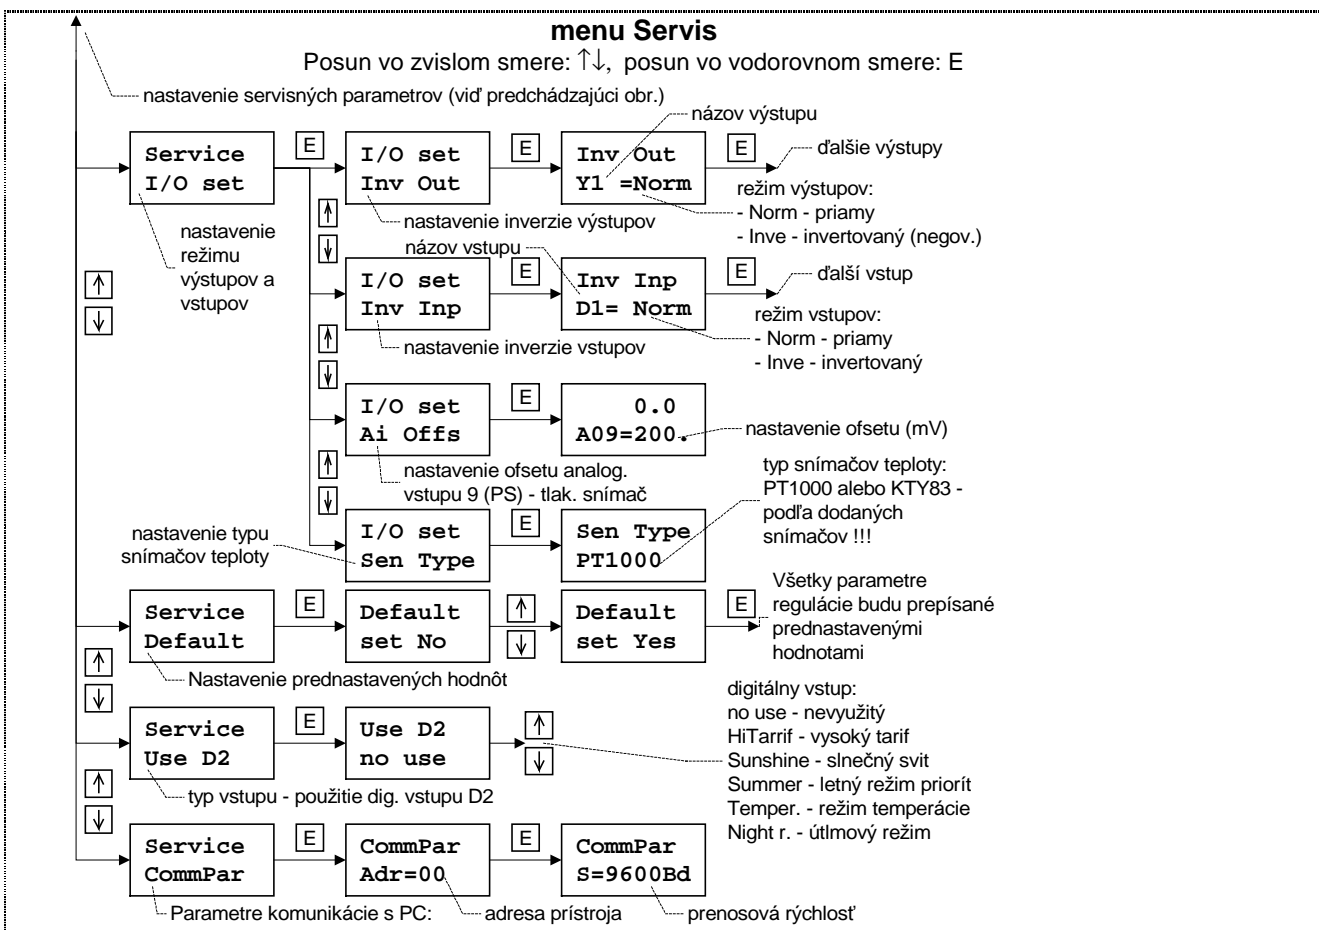 menu Servis
Posun vo zvislom smere: ↑↓, posun vo vodorovnom smere: E
nastavenie servisných parametrov (viď predchádzajúci obr.)
názov výstupu
Service
I/O set
E
I/O set
Inv Out
E
Inv Out
Y1 =Norm
E
ďalšie výstupy
režim výstupov:
- Norm - priamy
- Inve - invertovaný (negov.)
nastavenie
režimu
výstupov a
vstupov
↑
↓
nastavenie inverzie výstupov
názov vstupu
↑
↓
I/O set
Inv Inp
E
Inv Inp
D1= Norm
E
ďalší vstup
režim vstupov:
- Norm - priamy
- Inve - invertovaný
nastavenie inverzie vstupov
↑
↓
I/O set
Ai Offs
E
0.0
A09=200.
nastavenie ofsetu (mV)
nastavenie ofsetu analog.
vstupu 9 (PS) - tlak. snímač
↑
↓
typ snímačov teploty:
PT1000 alebo KTY83 -
podľa dodaných
snímačov !!!
nastavenie typu
snímačov teploty
I/O set
Sen Type
E
Sen Type
PT1000
Service
Default
E
Default
set No
↑
↓
Default
set Yes
E
Všetky parametre
regulácie budu prepísané
prednastavenými
hodnotami
↑
↓
Nastavenie prednastavených hodnôt
Service
Use D2
E
Use D2
no use
↑
↓
digitálny vstup:
no use - nevyužitý
HiTarrif - vysoký tarif
Sunshine - slnečný svit
Summer - letný režim priorít
Temper. - režim temperácie
Night r. - útlmový režim
↑
↓
typ vstupu - použitie dig. vstupu D2
Service
CommPar
E
CommPar
Adr=00
E
CommPar
S=9600Bd
Parametre komunikácie s PC:
adresa prístroja
prenosová rýchlosť